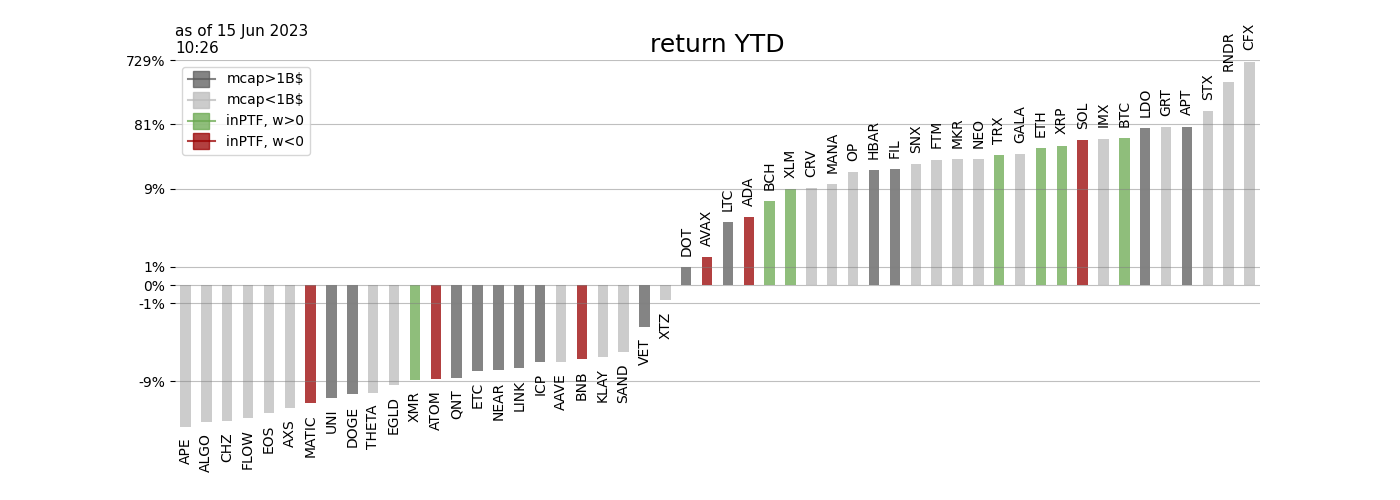 as of 15 Jun 2023
10:26
return YTD
729%
81%
9%
1%
0%
-1%
-9%
mcap>1B$
mcap<1B$
inPTF, w>0
inPTF, w<0
APE
ALGO
CHZ
FLOW
EOS
AXS
MATIC
UNI
DOGE
THETA
EGLD
XMR
ATOM
QNT
ETC
NEAR
LINK
ICP
AAVE
BNB
KLAY
SAND
VET
XTZ
DOT
AVAX
LTC
ADA
BCH
XLM
CRV
MANA
OP
HBAR
FIL
SNX
FTM
MKR
NEO
TRX
GALA
ETH
XRP
SOL
IMX
BTC
LDO
GRT
APT
STX
RNDR
CFX